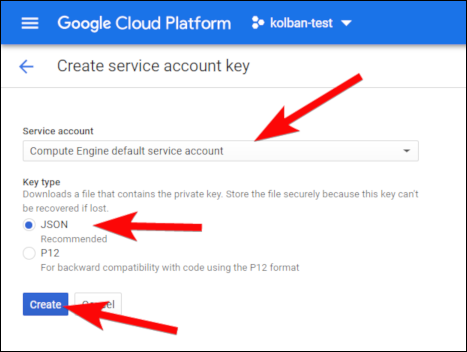 Google Cloud Platform kolban-test
Create service account key
Service account
Compute Engine default service account
Key type
Downloads a file that contains the private key. Store the file securely because this key can't
be recovered if lost.
JSON
Recommended
P12
For backward compatibility with code using the P12 format
Create Cancel